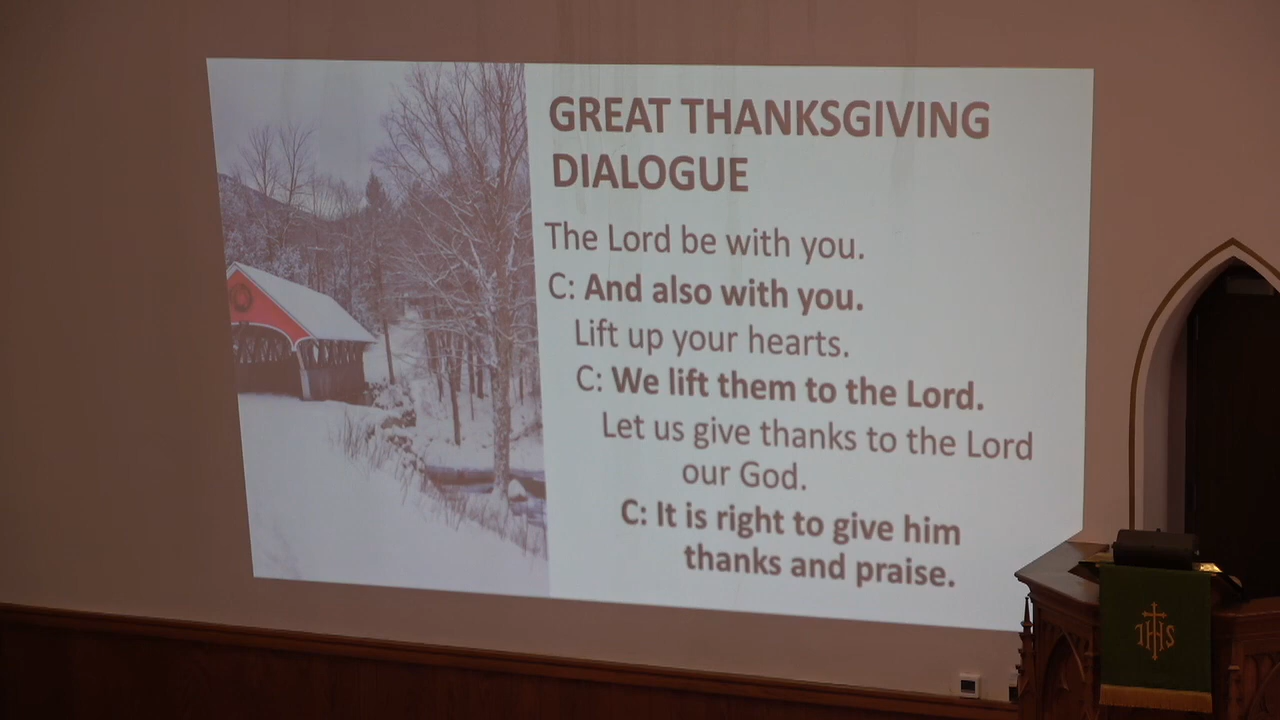 GREAT THANKSGIVING
DIALOGUE
The Lord be with you.
C: And also with you.
Lift up your hearts.
C: We lift them to the Lord.
Let us give thanks to the Lord
our God.
C: It is right to give him
thanks and praise.
IHS